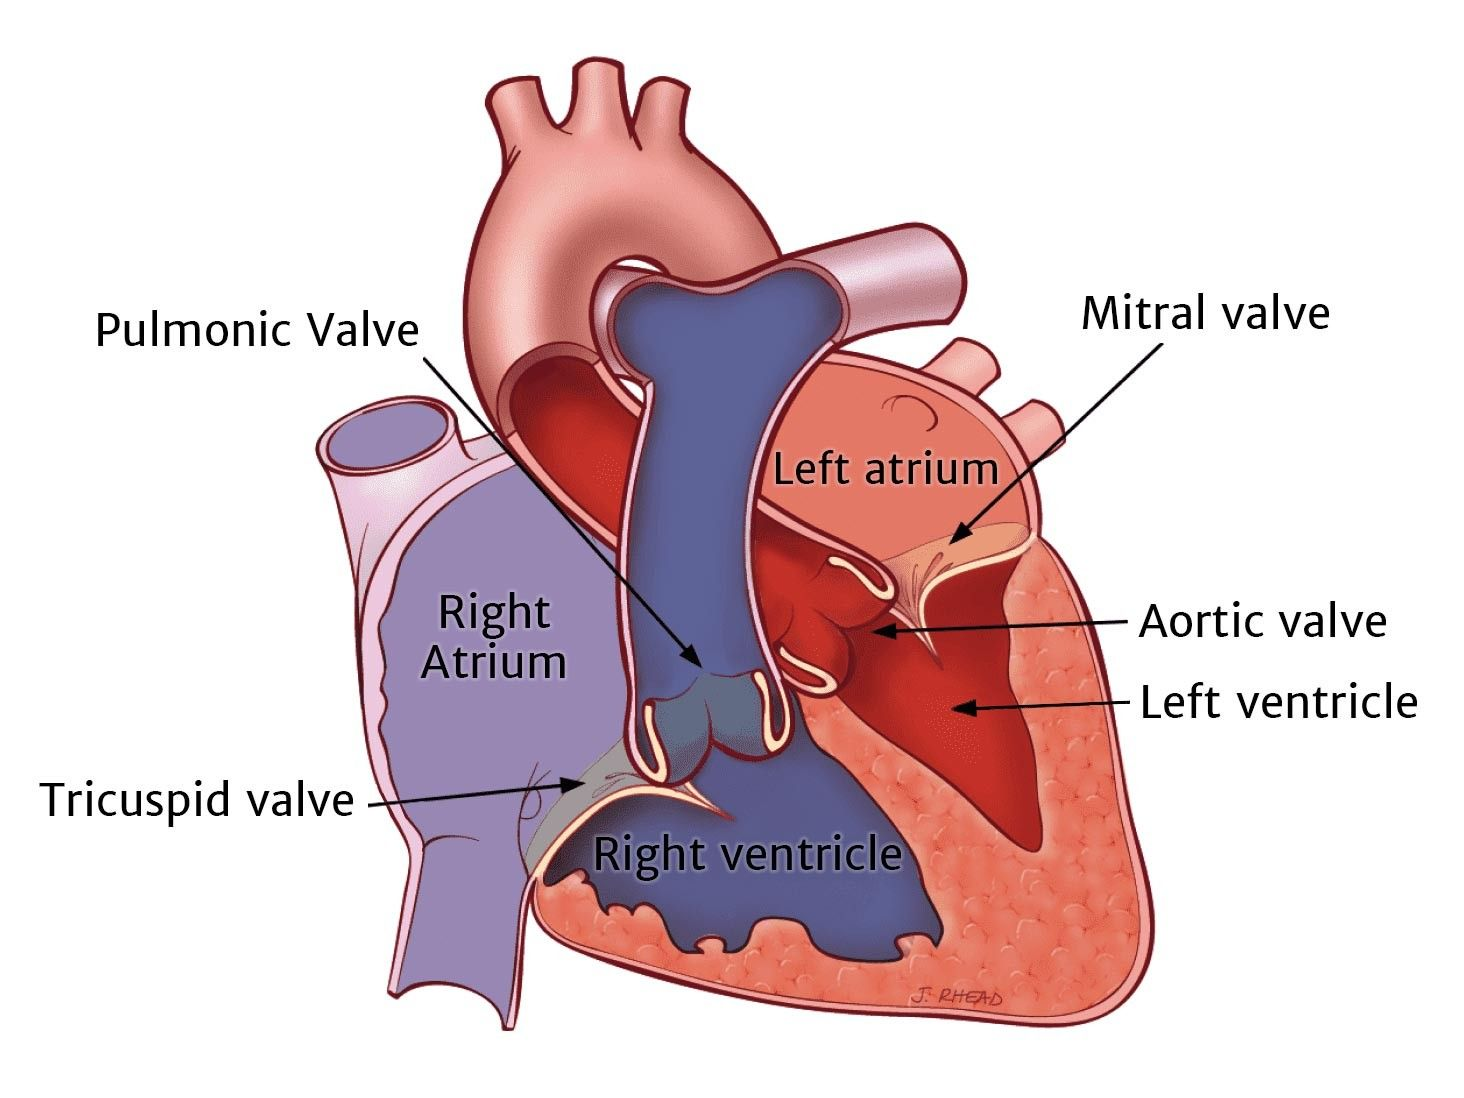 Pulmonic Valve
Mitral valve
Left atrium
Right
Atrium
Aortic valve
Left ventricle
Tricuspid valve
Right ventricle
J. RHEAD